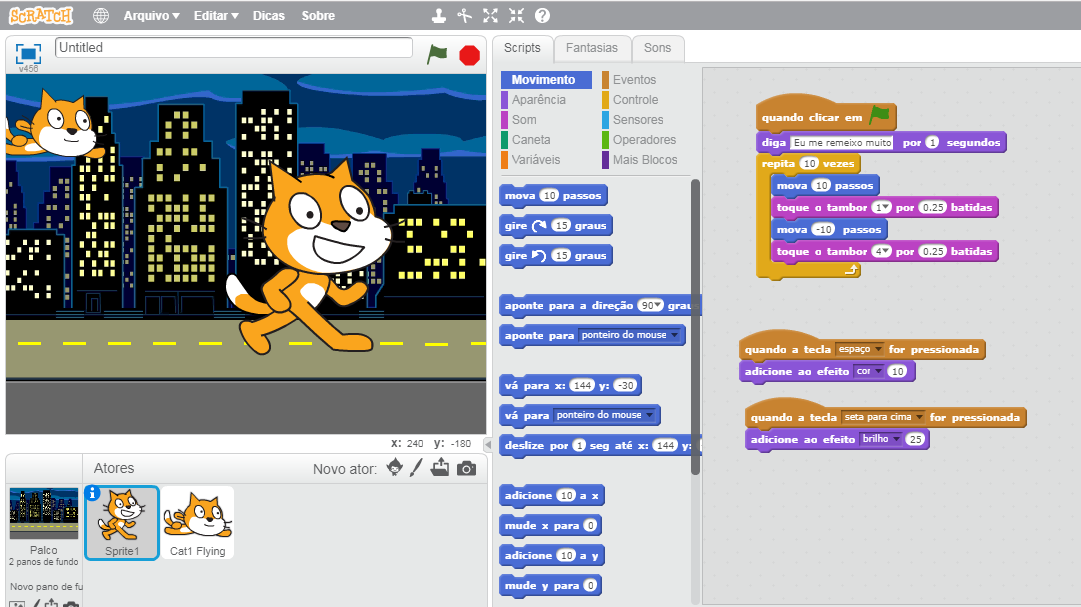 SCRATCH Arquivo Editar Dicas Sobre ?
Untitled
v456
x: 240 y: -180
Atores Novo ator:
Sprite1
Cat1 Flying
Palco
2 panos de fundo
Novo pano de fu
Scripts Fantasias Sons
Movimento Eventos
Aparência Controle
Som Sensores
Caneta Operadores
Variáveis Mais Blocos
mova 10 passos
gire 15 graus
gire 15 graus
aponte para a direção 90 grau
aponte para ponteiro do mouse
vá para x: 144 y: -30
vá para ponteiro do mouse
deslize por 1 seg até x: 144 y:
adicione 10 a x
mude x para 0
adicione 10 a y
mude y para 0
quando clicar em
diga Eu me remeixo muito por 1 segundos
repita 10 vezes
mova 10 passos
toque o tambor 1 por 0.25 batidas
mova -10 passos
toque o tambor 4 por 0.25 batidas
quando a tecla espaço for pressionada
adicione ao efeito cor 10
quando a tecla seta para cima for pressionada
adicione ao efeito brilho 25